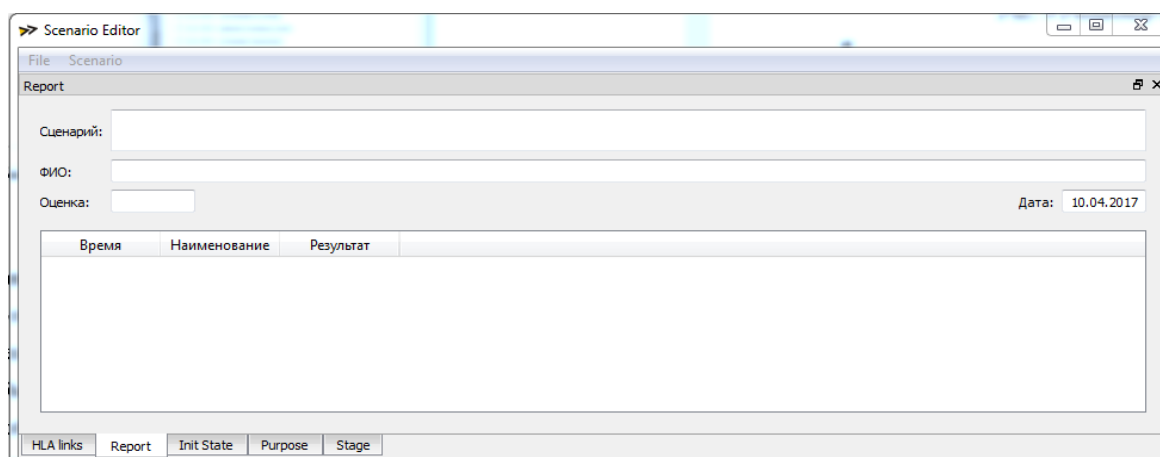 Scenario Editor
File Scenario
Report
Сценарий:
ФИО:
Оценка: Дата: 10.04.2017
Время Наименование Результат
HLA links Report Init State Purpose Stage